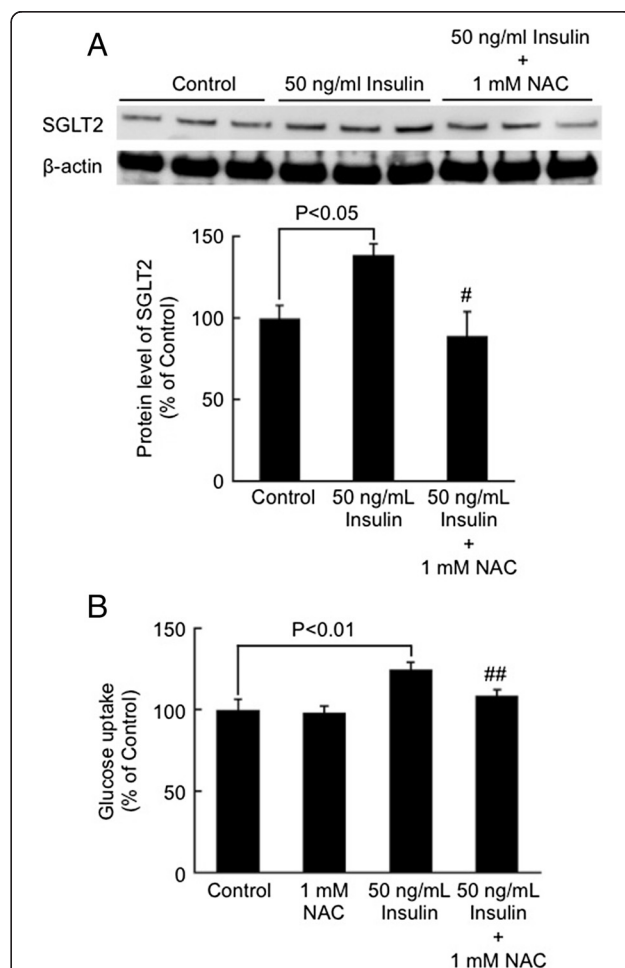 A
50 ng/ml Insulin
+
Control 50 ng/ml Insulin 1 mM NAC
SGLT2
β-actin
P<0.05
150
100
50
0
Protein level of SGLT2
(% of Control)
#
Control 50 ng/mL 50 ng/mL
Insulin Insulin
+
1 mM NAC
B
200
150
100
50
0
Glucose uptake
(% of Control)
P<0.01
##
Control 1 mM 50 ng/mL 50 ng/mL
NAC Insulin Insulin
+
1 mM NAC